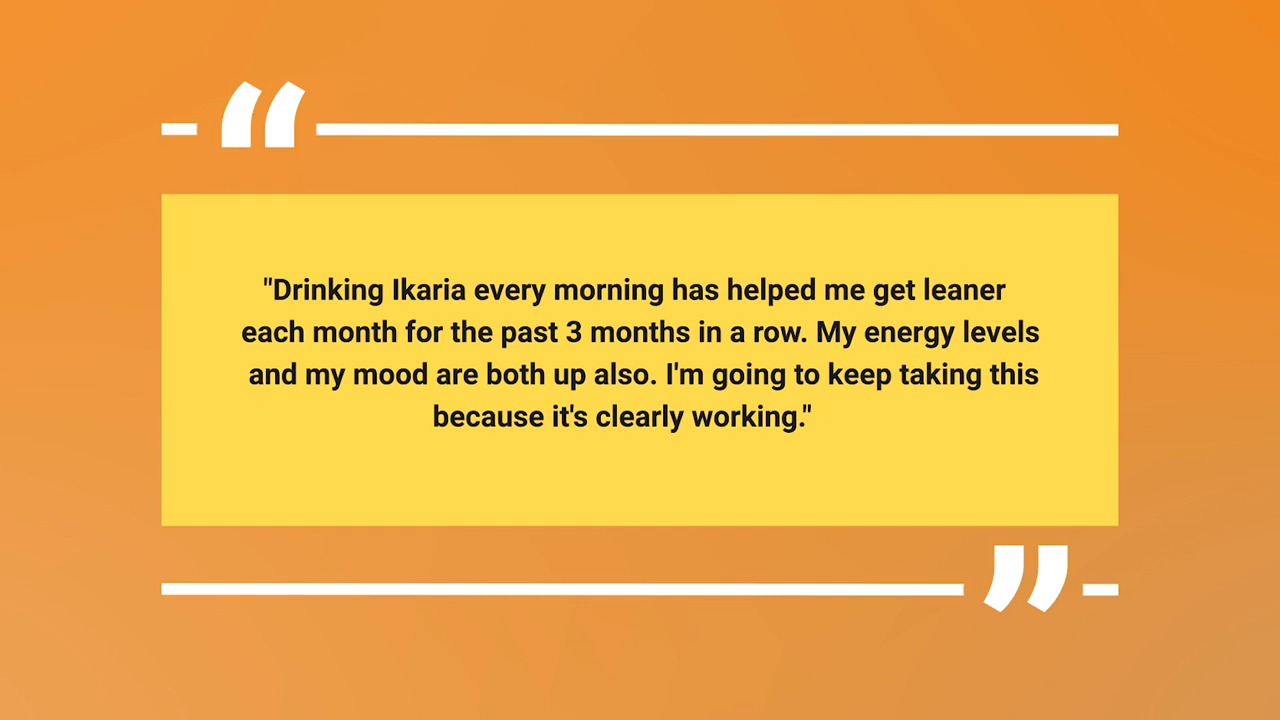 "Drinking Ikaria every morning has helped me get leaner
each month for the past 3 months in a row. My energy levels
and my mood are both up also. I'm going to keep taking this
because it's clearly working."